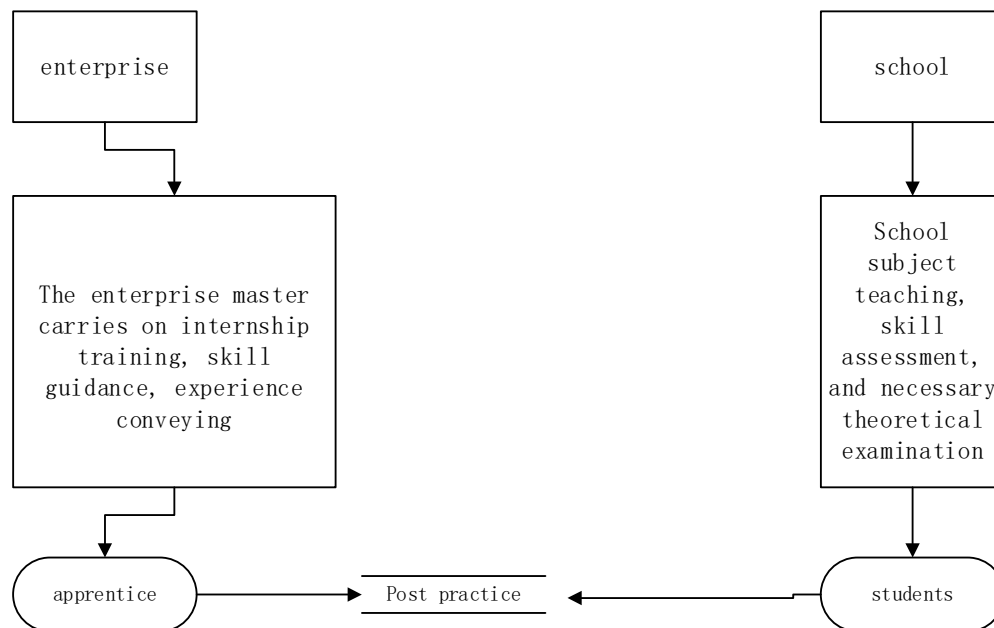 enterprise
school
The enterprise master
carries on internship
training, skill
guidance, experience
conveying
School
subject
teaching,
skill
assessment,
and necessary
theoretical
examination
apprentice
Post practice
students